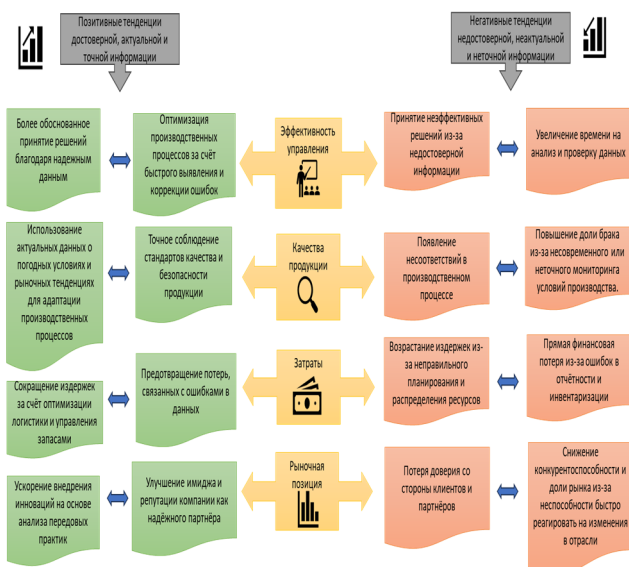 Позитивные тенденции
достоверной, актуальной и
точной информации
Негативные тенденции
недостоверной, неактуальной
и неточной информации
Более обоснованное
принятие решений
благодаря надежным
данным
Оптимизация
производственных
процессов за счёт
быстрого выявления и
коррекции ошибок
Эффективность
управления
Принятие неэффективных
решений из-за
недостоверной
информации
Увеличение времени на
анализ и проверку данных
Использование
актуальных данных о
погодных условиях и
рыночных тенденциях
для адаптации
производственных
процессов
Точное соблюдение
стандартов качества и
безопасности
продукции
Качества
продукции
Появление
несоответствий в
производственном
процессе
Повышение доли брака
из-за несовременного или
неточного мониторинга
условий производства.
Сокращение издержек
за счёт оптимизации
логистики и управления
запасами
Предотвращение потерь,
связанных с ошибками в
данных
Затраты
Возрастание издержек из-
за неправильного
планирования и
распределения ресурсов
Прямая финансовая
потеря из-за ошибок в
отчётности и
инвентаризации
Ускорение внедрения
инноваций на основе
анализа передовых
практик
Улучшение имиджа и
репутации компании как
надёжного партнёра
Рыночная
позиция
Потеря доверия со
стороны клиентов и
партнёров
Снижение
конкурентоспособности и
доли рынка из-за
неспособности быстро
реагировать на изменения
в отрасли